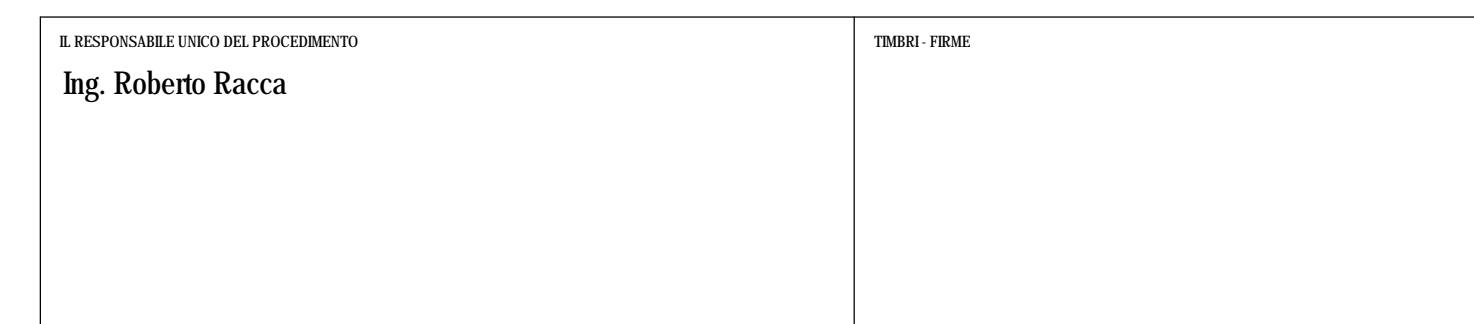 IL RESPONSABILE UNICO DEL PROCEDIMENTO
Ing. Roberto Racca
TIMBRI - FIRME